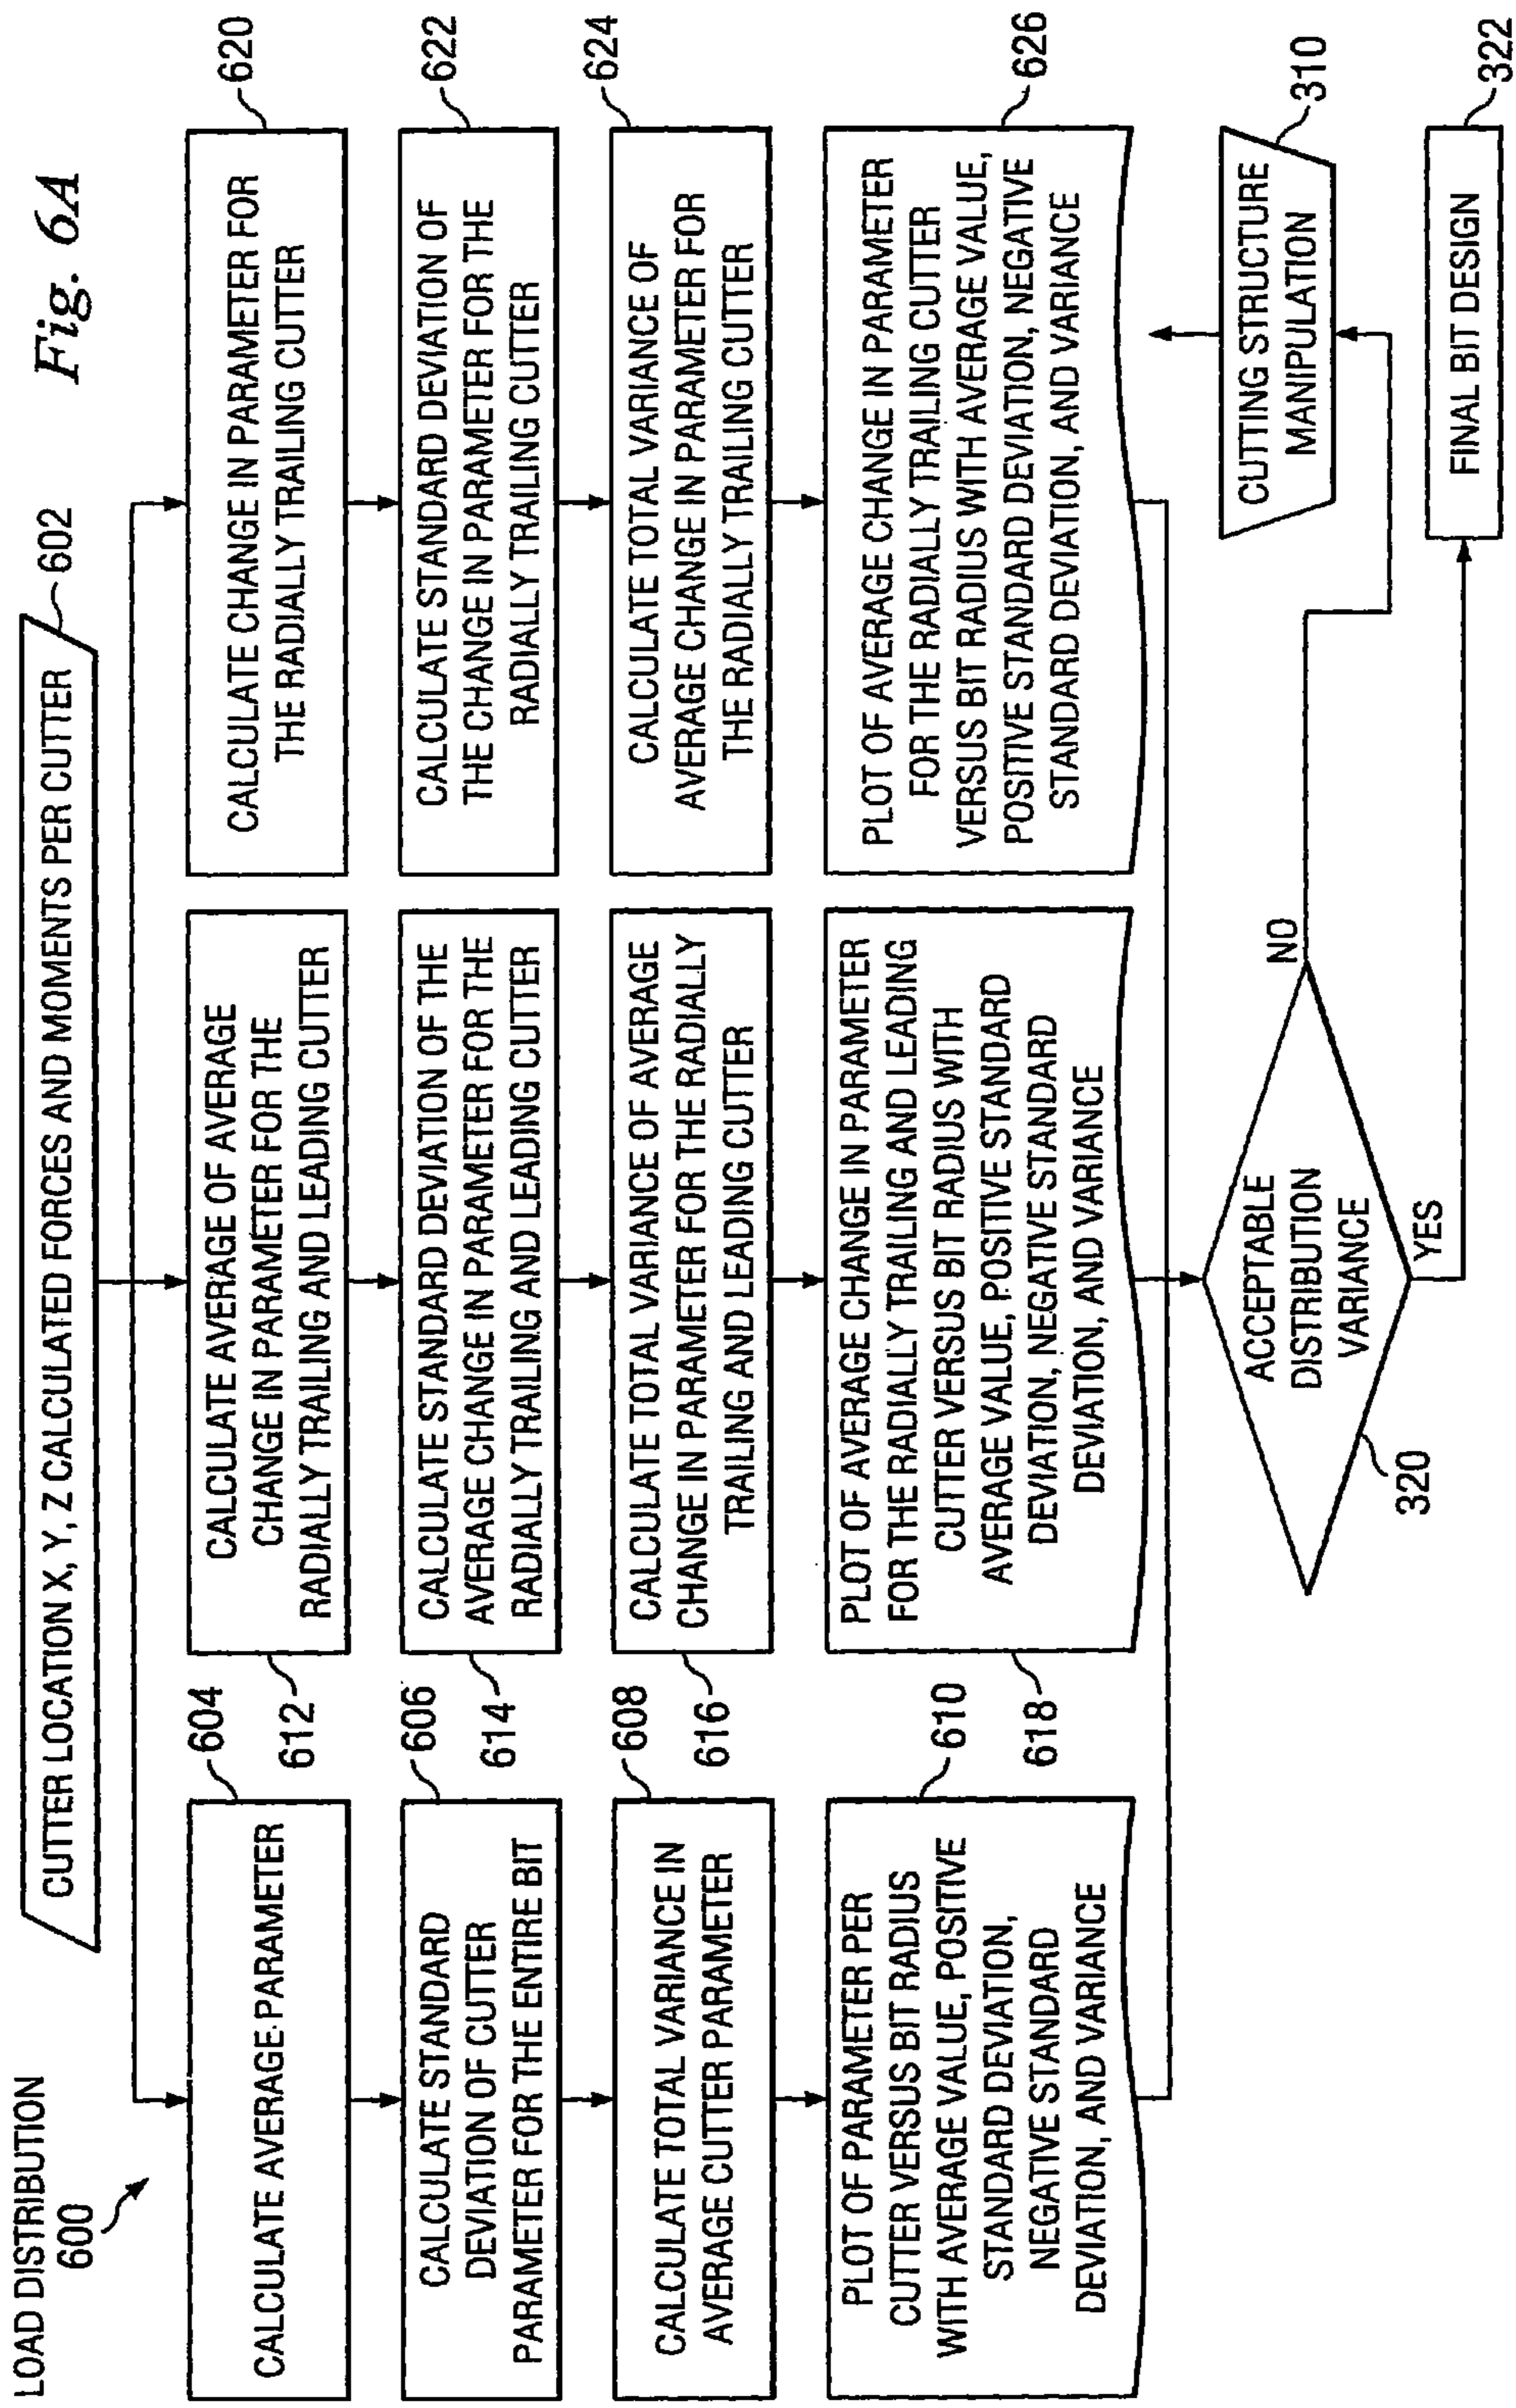 LOAD DISTRIBUTION
600
Fig. 6A
CUTTER LOCATION X, Y, Z CALCULATED FORCES AND MOMENTS PER CUTTER
602
CALCULATE AVERAGE PARAMETER
604
CALCULATE STANDARD
DEVIATION OF CUTTER
PARAMETER FOR THE ENTIRE BIT
606
CALCULATE TOTAL VARIANCE IN
AVERAGE CUTTER PARAMETER
608
PLOT OF PARAMETER PER
CUTTER VERSUS BIT RADIUS
WITH AVERAGE VALUE, POSITIVE
STANDARD DEVIATION,
NEGATIVE STANDARD
DEVIATION, AND VARIANCE
610
CALCULATE AVERAGE OF AVERAGE
CHANGE IN PARAMETER FOR THE
RADIALLY TRAILING AND LEADING CUTTER
612
CALCULATE STANDARD DEVIATION OF THE
AVERAGE CHANGE IN PARAMETER FOR THE
RADIALLY TRAILING AND LEADING CUTTER
614
CALCULATE TOTAL VARIANCE OF AVERAGE
CHANGE IN PARAMETER FOR THE RADIALLY
TRAILING AND LEADING CUTTER
616
PLOT OF AVERAGE CHANGE IN PARAMETER
FOR THE RADIALLY TRAILING AND LEADING
CUTTER VERSUS BIT RADIUS WITH
AVERAGE VALUE, POSITIVE STANDARD
DEVIATION, NEGATIVE STANDARD
DEVIATION, AND VARIANCE
618
CALCULATE CHANGE IN PARAMETER FOR
THE RADIALLY TRAILING CUTTER
620
CALCULATE STANDARD DEVIATION OF
THE CHANGE IN PARAMETER FOR THE
RADIALLY TRAILING CUTTER
622
CALCULATE TOTAL VARIANCE OF
AVERAGE CHANGE IN PARAMETER FOR
THE RADIALLY TRAILING CUTTER
624
PLOT OF AVERAGE CHANGE IN PARAMETER
FOR THE RADIALLY TRAILING CUTTER
VERSUS BIT RADIUS WITH AVERAGE VALUE,
POSITIVE STANDARD DEVIATION, NEGATIVE
STANDARD DEVIATION, AND VARIANCE
626
ACCEPTABLE
DISTRIBUTION
VARIANCE
320
NO
YES
CUTTING STRUCTURE
MANIPULATION
310
FINAL BIT DESIGN
322